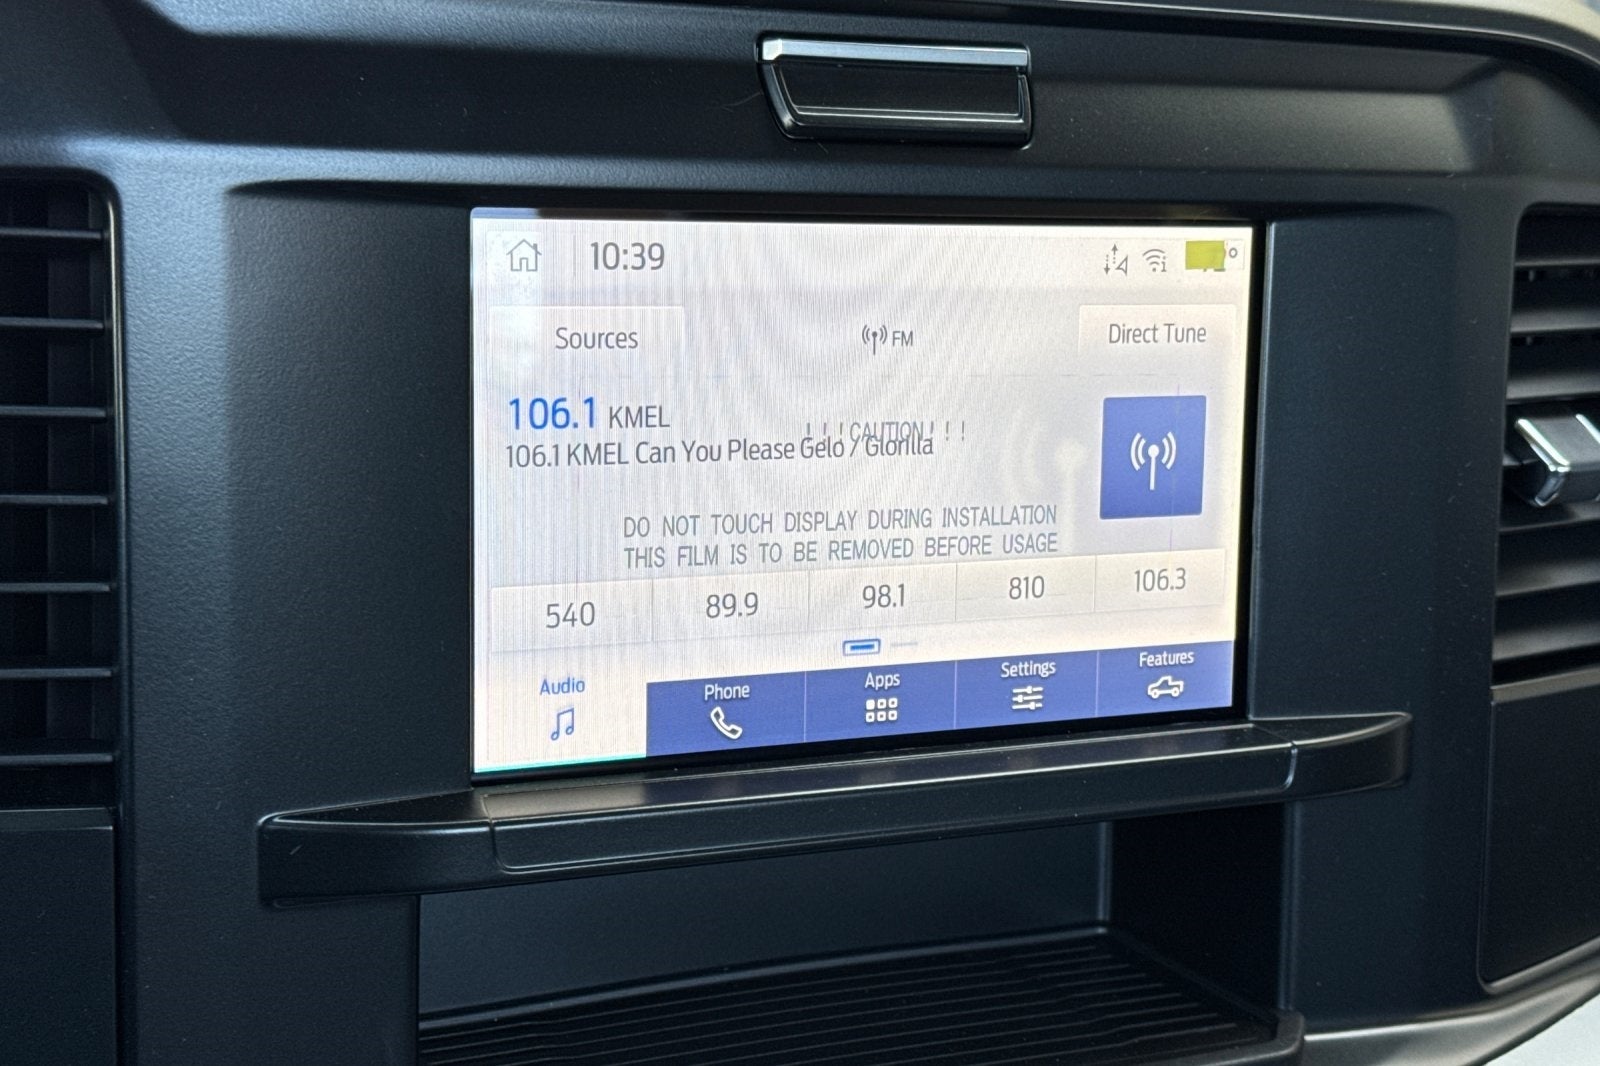 10:39
Sources
FM
Direct Tune
106.1 KMEL
! ! ! CAUTION ! ! !
106.1 KMEL Can You Please Gelo / Glorilla
DO NOT TOUCH DISPLAY DURING INSTALLATION
THIS FILM IS TO BE REMOVED BEFORE USAGE
540 89.9 98.1 810 106.3
Audio Phone Apps Settings Features